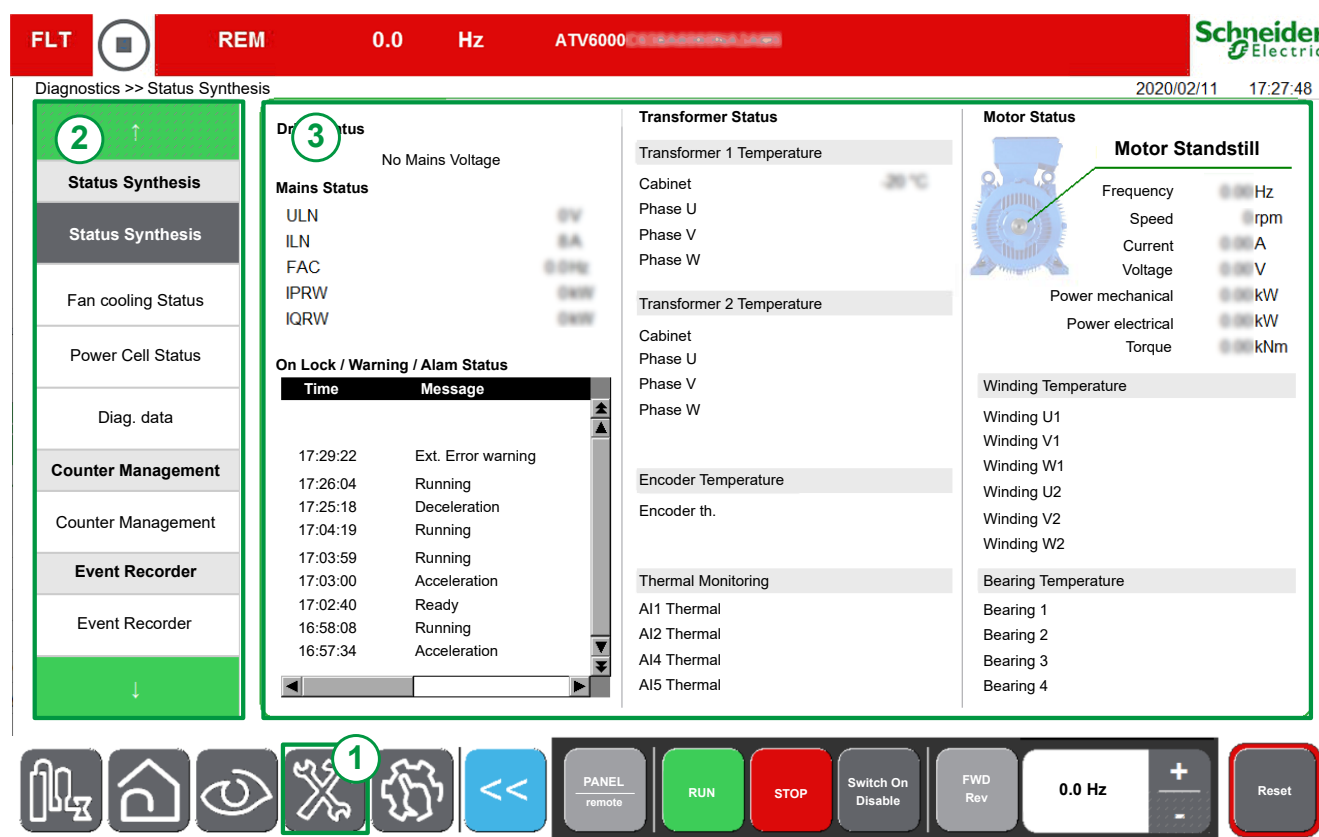 FLT REM 0.0 Hz ATV6000
Schneider
Electric
Diagnostics >> Status Synthesis 2020/02/11 17:27:48
2
↑
Status Synthesis
Status Synthesis
Fan cooling Status
Power Cell Status
Diag. data
Counter Management
Counter Management
Event Recorder
Event Recorder
↓
3
No Mains Voltage
Mains Status
ULN
ILN
FAC
IPRW
IQRW
On Lock / Warning / Alam Status
Time Message
17:29:22 Ext. Error warning
17:26:04 Running
17:25:18 Deceleration
17:04:19 Running
17:03:59 Running
17:03:00 Acceleration
17:02:40 Ready
16:58:08 Running
16:57:34 Acceleration
Transformer Status
Transformer 1 Temperature
Cabinet
Phase U
Phase V
Phase W
Transformer 2 Temperature
Cabinet
Phase U
Phase V
Phase W
Encoder Temperature
Encoder th.
Thermal Monitoring
AI1 Thermal
AI2 Thermal
AI4 Thermal
AI5 Thermal
Motor Status
Motor Standstill
Frequency Hz
Speed rpm
Current A
Voltage V
Power mechanical kW
Power electrical kW
Torque kNm
Winding Temperature
Winding U1
Winding V1
Winding W1
Winding U2
Winding V2
Winding W2
Bearing Temperature
Bearing 1
Bearing 2
Bearing 3
Bearing 4
1
<<
PANEL
remote
RUN
STOP
Switch On
Disable
FWD
Rev
0.0 Hz
+
-
Reset